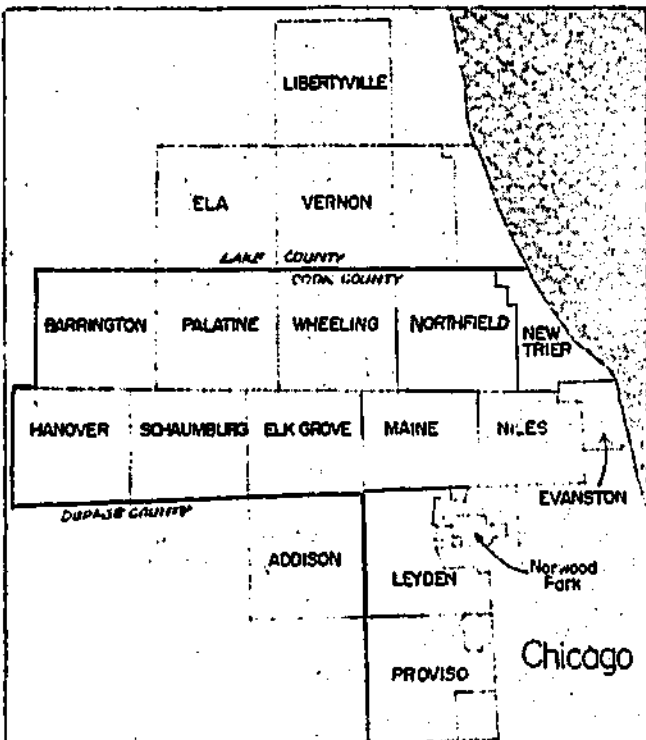 LIBERTYVILLE
ELA
VERNON
LAKE COUNTY
COOK COUNTY
BARRINGTON
PALATINE
WHEELING
NORTHFIELD
NEW
TRIER
HANOVER
SCHAUMBURG
ELK GROVE
MAINE
NILES
EVANSTON
DUPAGE COUNTY
ADDISON
LEYDEN
Norwood
Park
PROVISO
Chicago